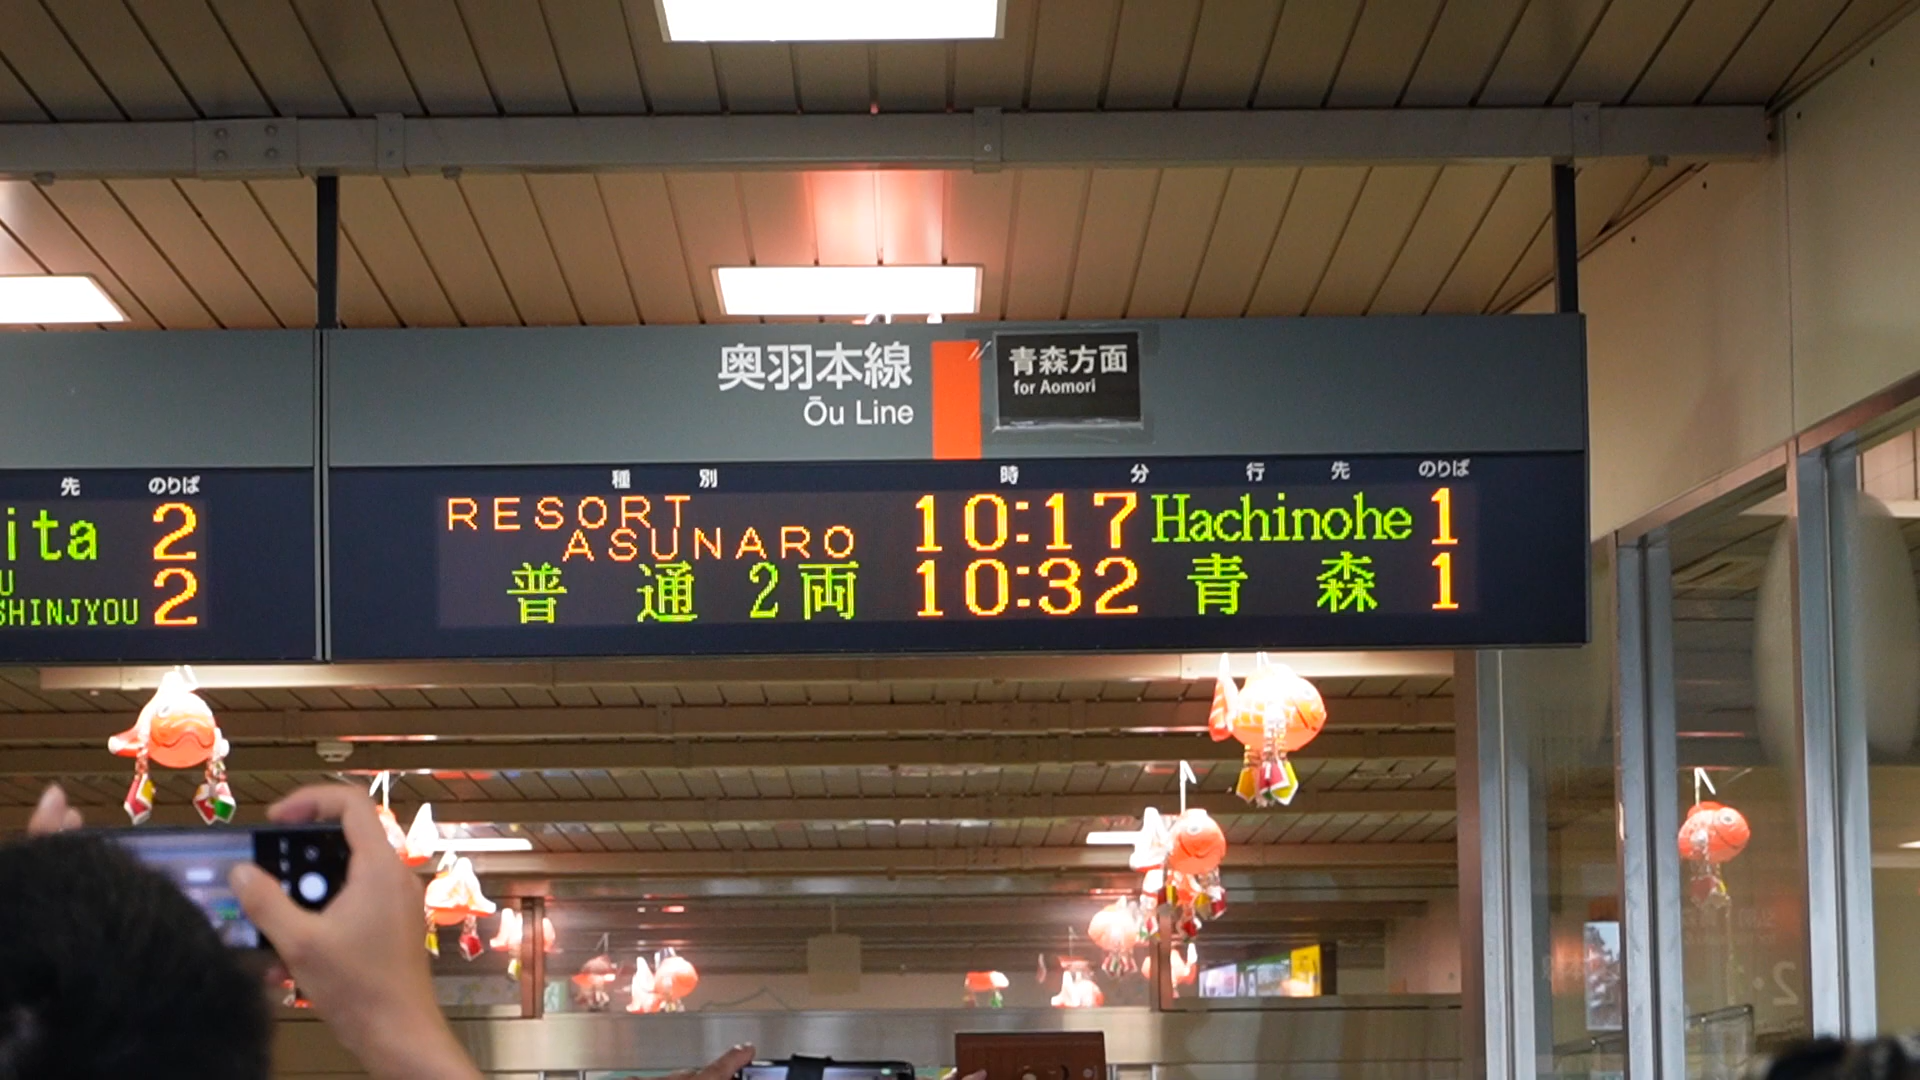 奥羽本線
Ōu Line
青森方面
for Aomori
先 のりば
ita 2
U
SHINJYOU 2
種別 時 分 行先 のりば
RESORT ASUNARO 10:17 Hachinohe 1
普通 2両 10:32 青森 1